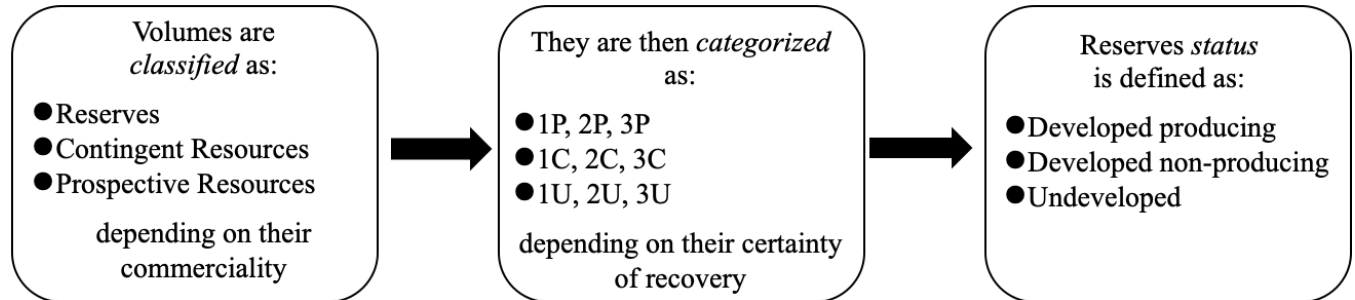 Volumes are
classified as:
●Reserves
●Contingent Resources
●Prospective Resources
depending on their
commerciality
They are then categorized
as:
●1P, 2P, 3P
●1C, 2C, 3C
●1U, 2U, 3U
depending on their certainty
of recovery
Reserves status
is defined as:
●Developed producing
●Developed non-producing
●Undeveloped